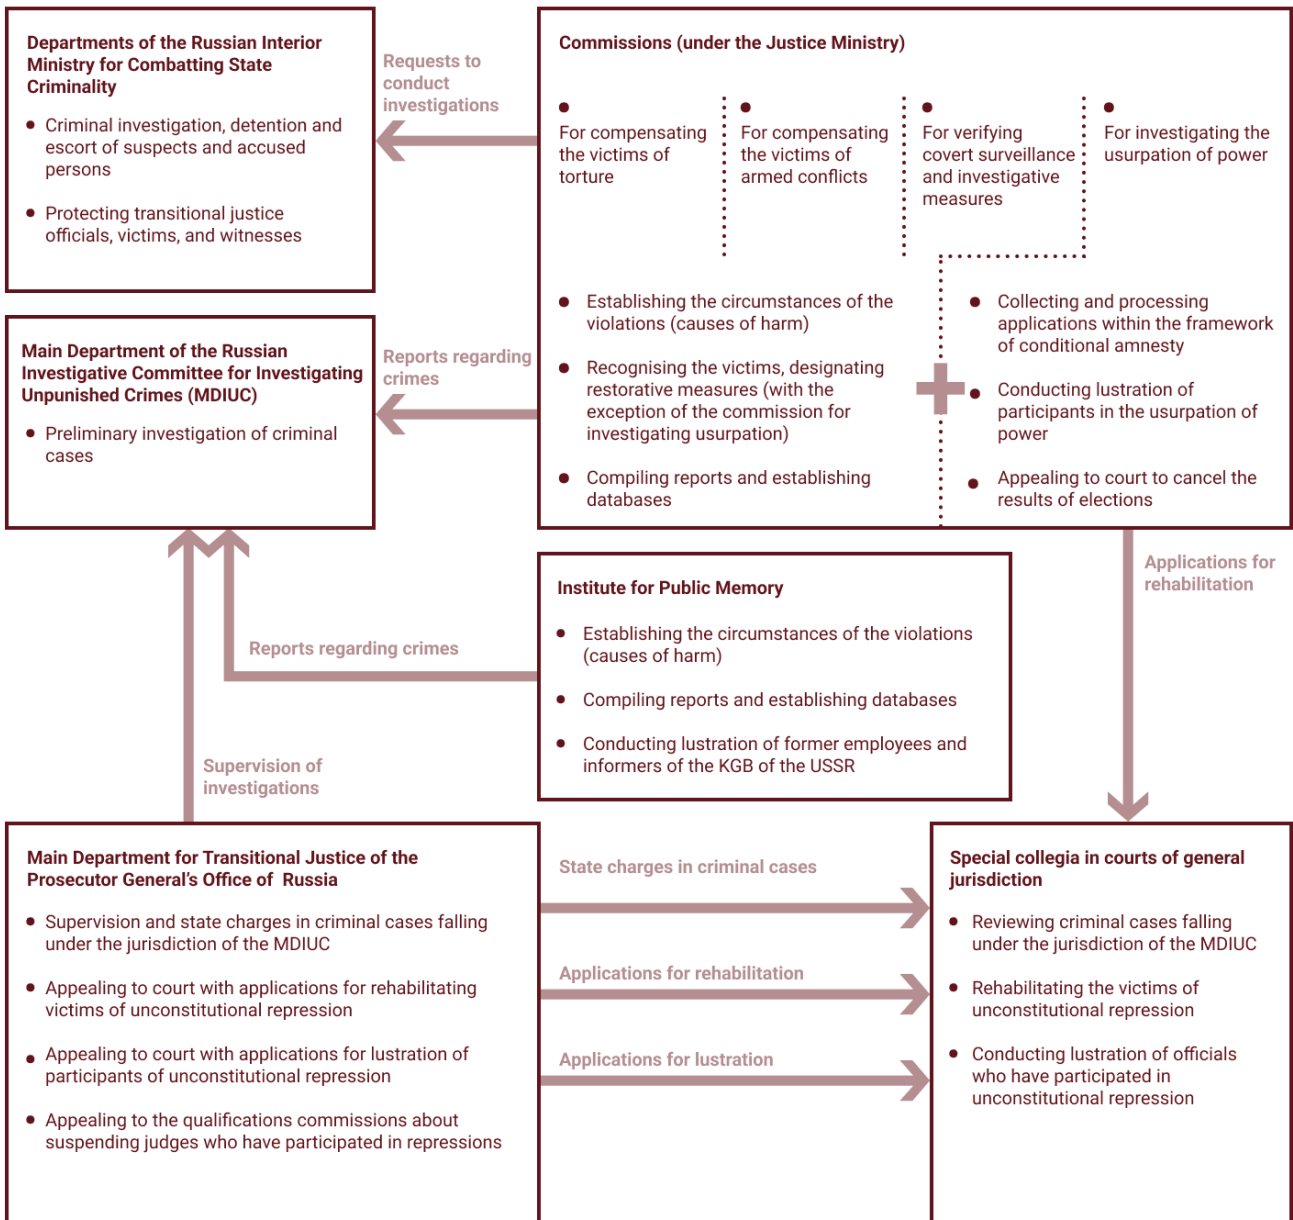 Departments of the Russian Interior
Ministry for Combatting State
Criminality
Criminal investigation, detention and
escort of suspects and accused
persons
Protecting transitional justice
officials, victims, and witnesses
Requests to
conduct
investigations
Commissions (under the Justice Ministry)
For compensating
the victims of
torture
For compensating
the victims of
armed conflicts
For verifying
covert surveillance
and investigative
measures
For investigating the
usurpation of power
Establishing the circumstances of the
violations (causes of harm)
Recognising the victims, designating
restorative measures (with the
exception of the commission for
investigating usurpation)
Compiling reports and establishing
databases
Collecting and processing
applications within the framework
of conditional amnesty
Conducting lustration of
participants in the usurpation of
power
Appealing to court to cancel the
results of elections
Main Department of the Russian
Investigative Committee for Investigating
Unpunished Crimes (MDIUC)
Preliminary investigation of criminal
cases
Reports regarding
crimes
Applications for
rehabilitation
Institute for Public Memory
Establishing the circumstances of the violations
(causes of harm)
Compiling reports and establishing databases
Conducting lustration of former employees and
informers of the KGB of the USSR
Reports regarding crimes
Supervision of
investigations
Main Department for Transitional Justice of the
Prosecutor General’s Office of Russia
Supervision and state charges in criminal cases falling
under the jurisdiction of the MDIUC
Appealing to court with applications for rehabilitating
victims of unconstitutional repression
Appealing to court with applications for lustration of
participants of unconstitutional repression
Appealing to the qualifications commissions about
suspending judges who have participated in repressions
State charges in criminal cases
Applications for rehabilitation
Applications for lustration
Special collegia in courts of general
jurisdiction
Reviewing criminal cases falling
under the jurisdiction of the MDIUC
Rehabilitating the victims of
unconstitutional repression
Conducting lustration of officials
who have participated in
unconstitutional repression